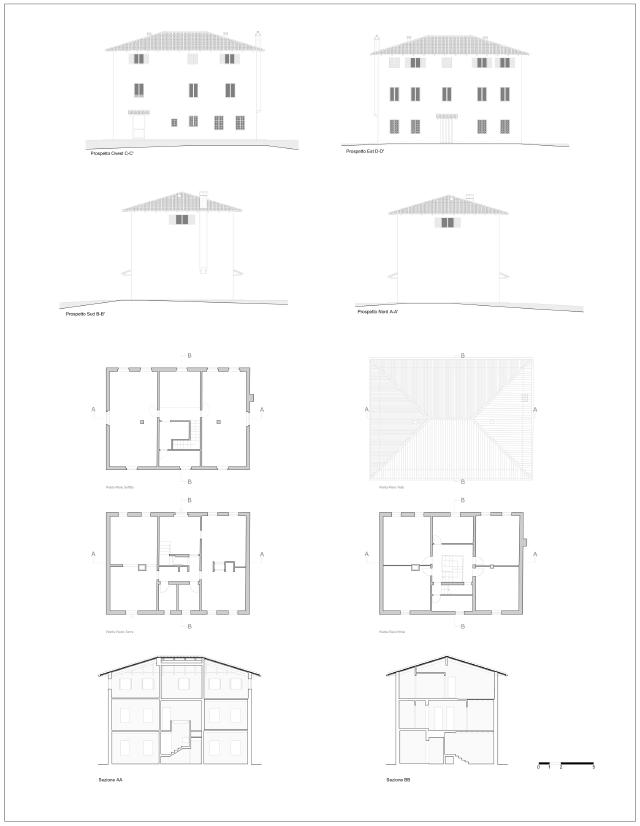 Prospetto Ovest C-C'
Prospetto Est D-D'
Prospetto Sud B-B'
Prospetto Nord A-A'
B
B
A
A
A
A
B
B
Pianta Piano Soffitta
Pianta Piano Tetto
B
B
A
A
A
A
B
B
Pianta Piano Terra
Pianta Piano Primo
Sezione AA
Sezione BB
0 1 2 5